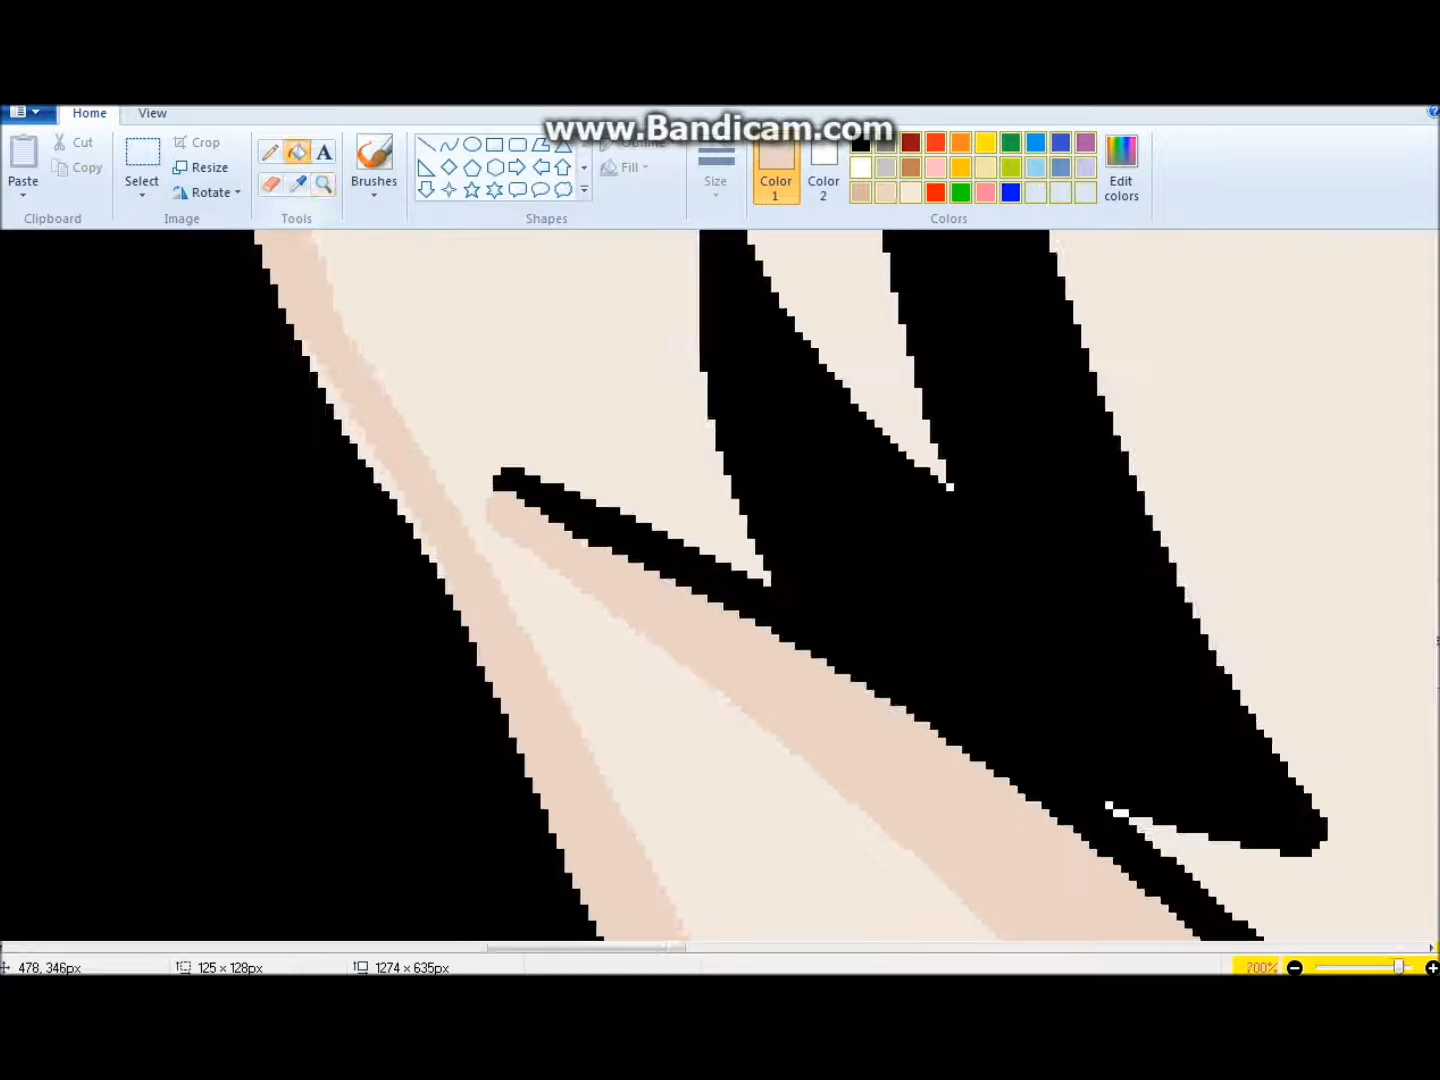 www.Bandicam.com
Home View
Paste
Cut
Copy
Clipboard
Select
Crop
Resize
Rotate
Image
A
Tools
Brushes
Outline
Fill
Shapes
Size
Color 1
Color 2
Edit colors
Colors
478, 346px
125 × 128px
1274 × 635px
700%